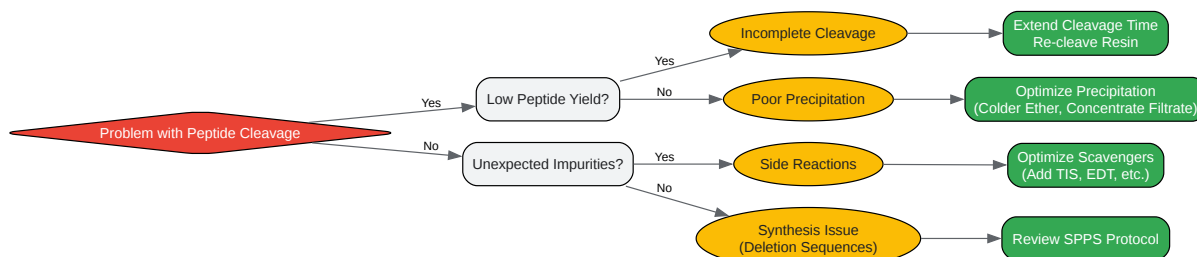 Problem with Peptide Cleavage
Yes
No
Low Peptide Yield?
Unexpected Impurities?
Yes
No
Yes
No
Incomplete Cleavage
Poor Precipitation
Side Reactions
Synthesis Issue
(Deletion Sequences)
Extend Cleavage Time
Re-cleave Resin
Optimize Precipitation
(Colder Ether, Concentrate Filtrate)
Optimize Scavengers
(Add TIS, EDT, etc.)
Review SPPS Protocol